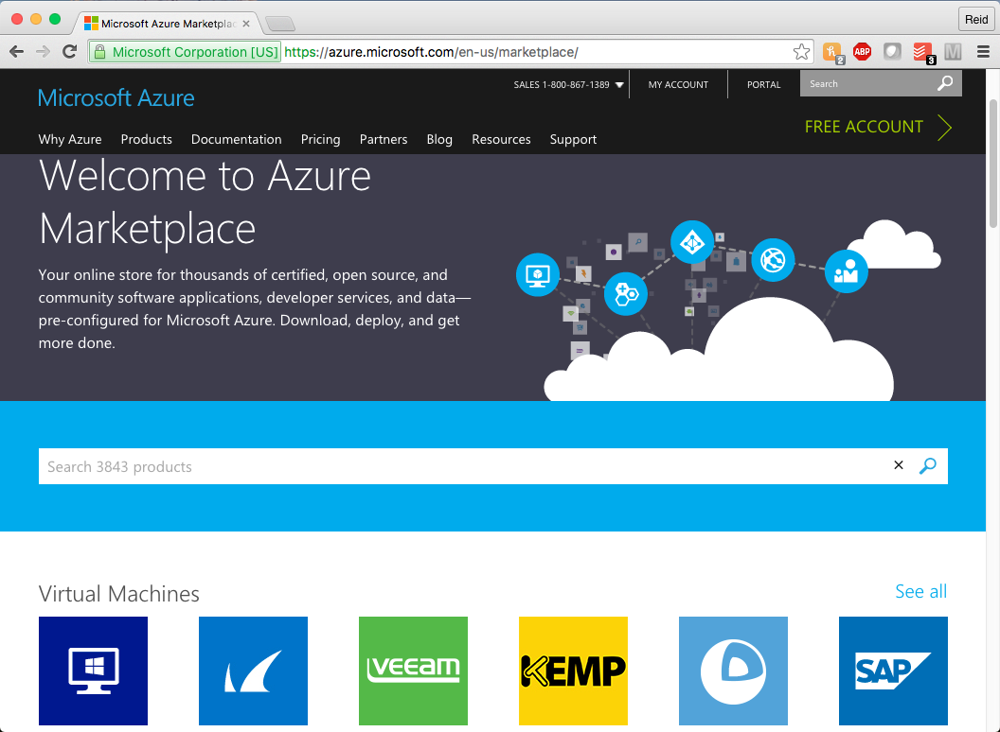 Microsoft Azure Marketplac
Reid
Microsoft Corporation [US] https://azure.microsoft.com/en-us/marketplace/
2
ABP
3
Microsoft Azure
SALES 1-800-867-1389
MY ACCOUNT
PORTAL
Search
FREE ACCOUNT
Why Azure Products Documentation Pricing Partners Blog Resources Support
Welcome to Azure
Marketplace
Your online store for thousands of certified, open source, and
community software applications, developer services, and data—
pre-configured for Microsoft Azure. Download, deploy, and get
more done.
Search 3843 products
Virtual Machines
See all
veeam
KEMP
SAP